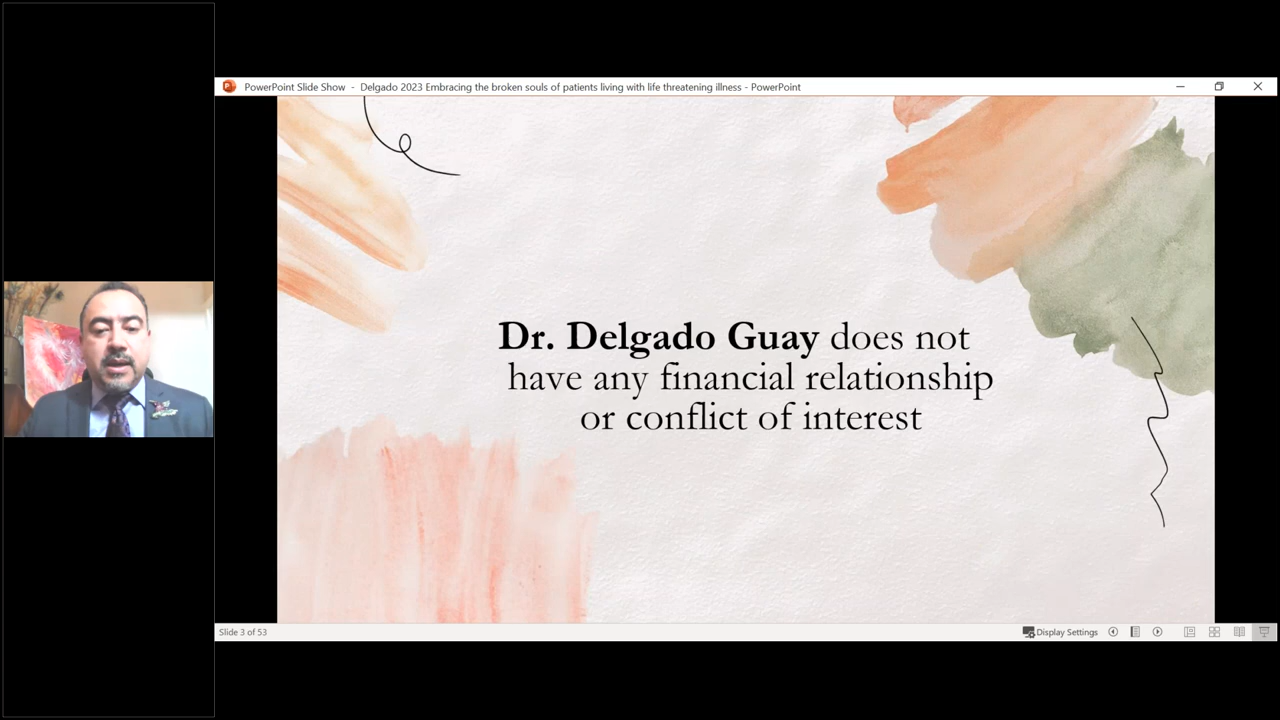 PowerPoint Slide Show - Delgado 2023 Embracing the broken souls of patients living with life threatening illness - PowerPoint
Dr. Delgado Guay does not
have any financial relationship
or conflict of interest
Slide 3 of 53
Display Settings